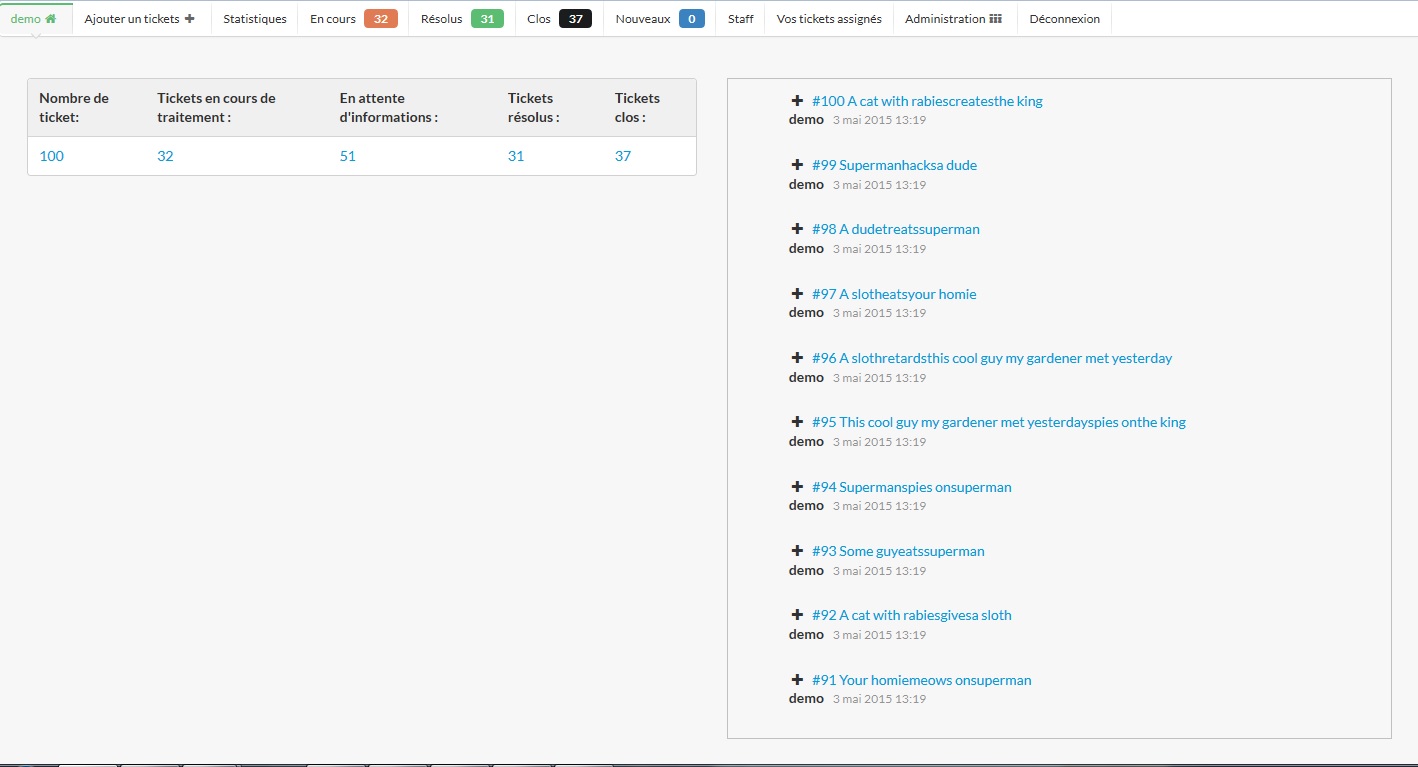 demo Ajouter un tickets Statistiques En cours 32 Résolus 31 Clos 37 Nouveaux 0 Staff Vos tickets assignés Administration Déconnexion
Nombre de ticket: Tickets en cours de traitement : En attente d'informations : Tickets résolus : Tickets clos :
100 32 51 31 37
#100 A cat with rabiescreatesthe king
demo 3 mai 2015 13:19
#99 Supermanhacksa dude
demo 3 mai 2015 13:19
#98 A dudetreatssuperman
demo 3 mai 2015 13:19
#97 A slotheatsyour homie
demo 3 mai 2015 13:19
#96 A slothretardsthis cool guy my gardener met yesterday
demo 3 mai 2015 13:19
#95 This cool guy my gardener met yesterdayspies onthe king
demo 3 mai 2015 13:19
#94 Supermanspies onsuperman
demo 3 mai 2015 13:19
#93 Some guyeatssuperman
demo 3 mai 2015 13:19
#92 A cat with rabiesgivesa sloth
demo 3 mai 2015 13:19
#91 Your homiemeows onsuperman
demo 3 mai 2015 13:19